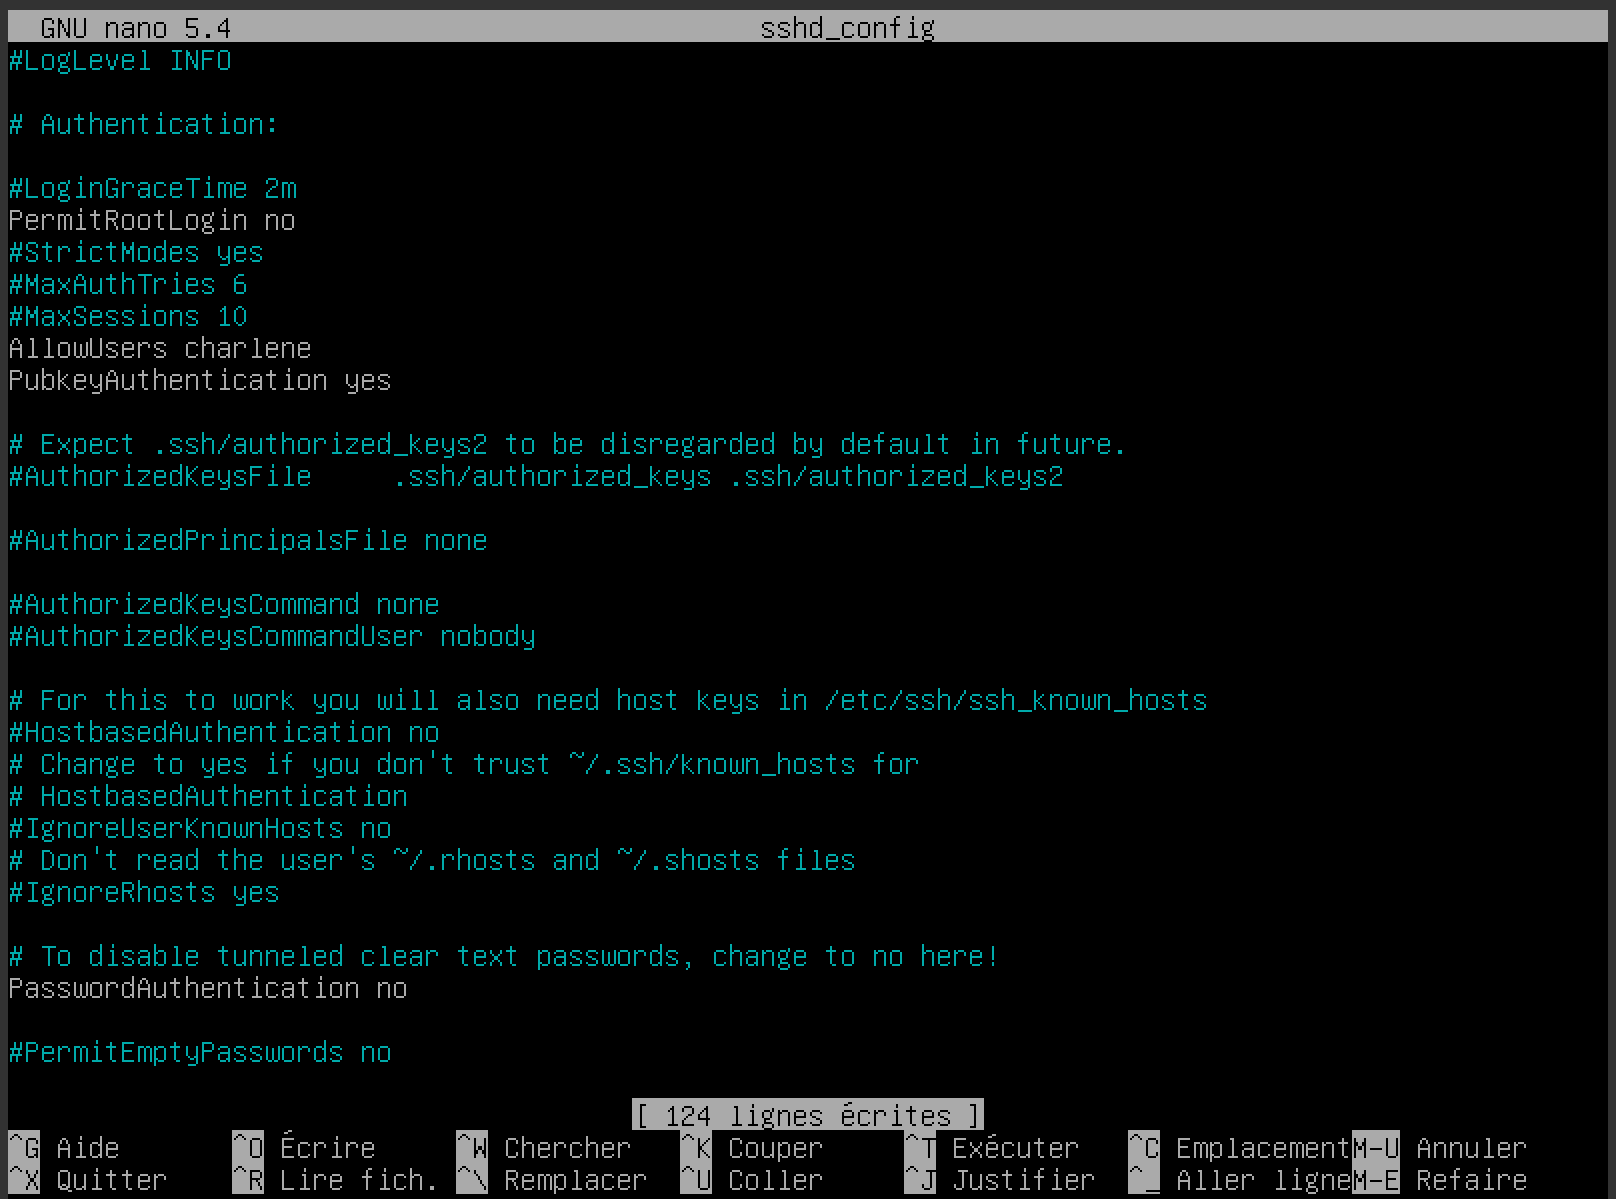 GNU nano 5.4 sshd_config
#LogLevel INFO
# Authentication:
#LoginGraceTime 2m
PermitRootLogin no
#StrictModes yes
#MaxAuthTries 6
#MaxSessions 10
AllowUsers charlene
PubkeyAuthentication yes
# Expect .ssh/authorized_keys2 to be disregarded by default in future.
#AuthorizedKeysFile     .ssh/authorized_keys .ssh/authorized_keys2
#AuthorizedPrincipalsFile none
#AuthorizedKeysCommand none
#AuthorizedKeysCommandUser nobody
# For this to work you will also need host keys in /etc/ssh/ssh_known_hosts
#HostbasedAuthentication no
# Change to yes if you don't trust ~/.ssh/known_hosts for
# HostbasedAuthentication
#IgnoreUserKnownHosts no
# Don't read the user's ~/.rhosts and ~/.shosts files
#IgnoreRhosts yes
# To disable tunneled clear text passwords, change to no here!
PasswordAuthentication no
#PermitEmptyPasswords no
[ 124 lignes écrites ]
^G Aide ^O Écrire ^W Chercher ^K Couper ^T Exécuter ^C Emplacement M-U Annuler
^X Quitter ^R Lire fich. ^\ Remplacer ^U Coller ^J Justifier ^_ Aller ligne M-E Refaire